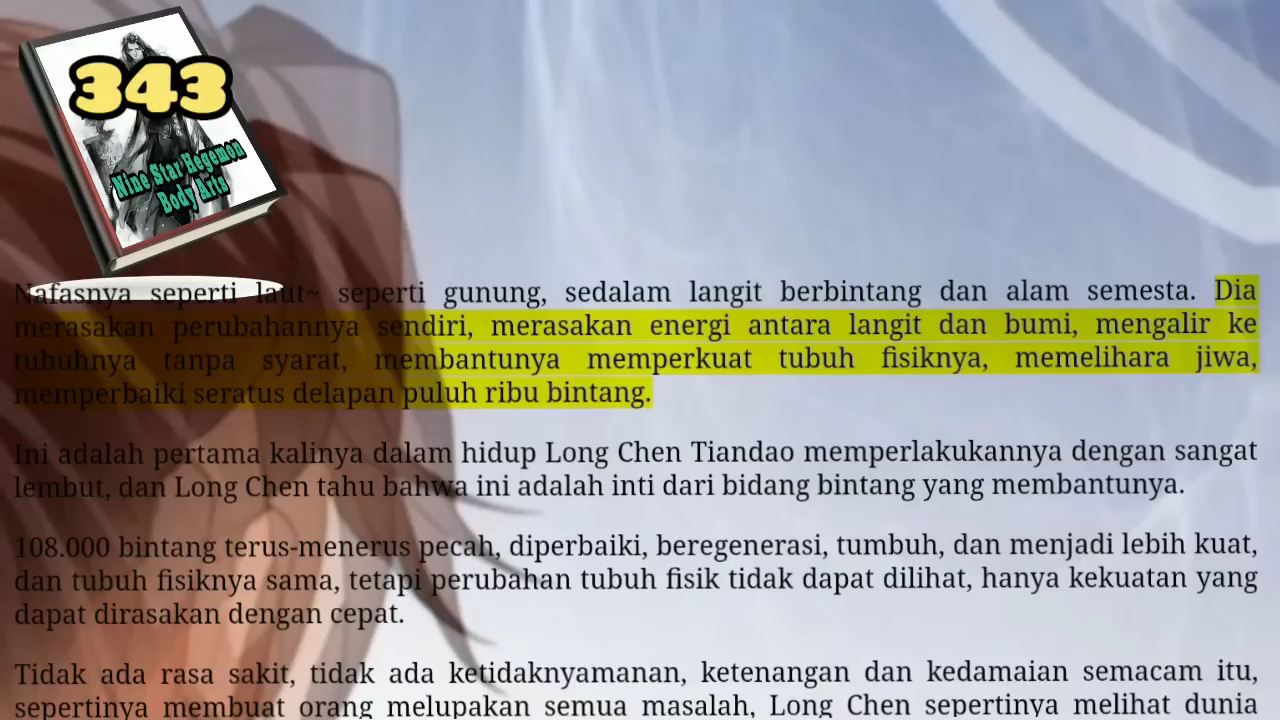 343
Nine Star Hegemon
Body Arts
Nafasnya seperti laut~ seperti gunung, sedalam langit berbintang dan alam semesta. Dia
merasakan perubahannya sendiri, merasakan energi antara langit dan bumi, mengalir ke
tubuhnya tanpa syarat, membantunya memperkuat tubuh fisiknya, memelihara jiwa,
memperbaiki seratus delapan puluh ribu bintang.
Ini adalah pertama kalinya dalam hidup Long Chen Tiandao memperlakukannya dengan sangat
lembut, dan Long Chen tahu bahwa ini adalah inti dari bidang bintang yang membantunya.
108.000 bintang terus-menerus pecah, diperbaiki, beregenerasi, tumbuh, dan menjadi lebih kuat,
dan tubuh fisiknya sama, tetapi perubahan tubuh fisik tidak dapat dilihat, hanya kekuatan yang
dapat dirasakan dengan cepat.
Tidak ada rasa sakit, tidak ada ketidaknyamanan, ketenangan dan kedamaian semacam itu,
sepertinya membuat orang melupakan semua masalah, Long Chen sepertinya melihat dunia